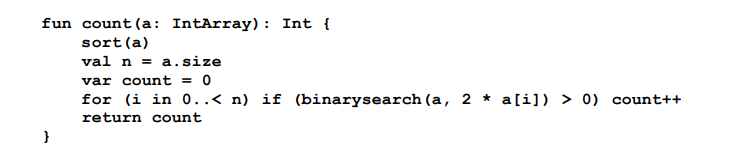 fun count(a: IntArray): Int {
    sort(a)
    val n = a.size
    var count = 0
    for (i in 0..< n) if (binarysearch(a, 2 * a[i]) > 0) count++
    return count
}